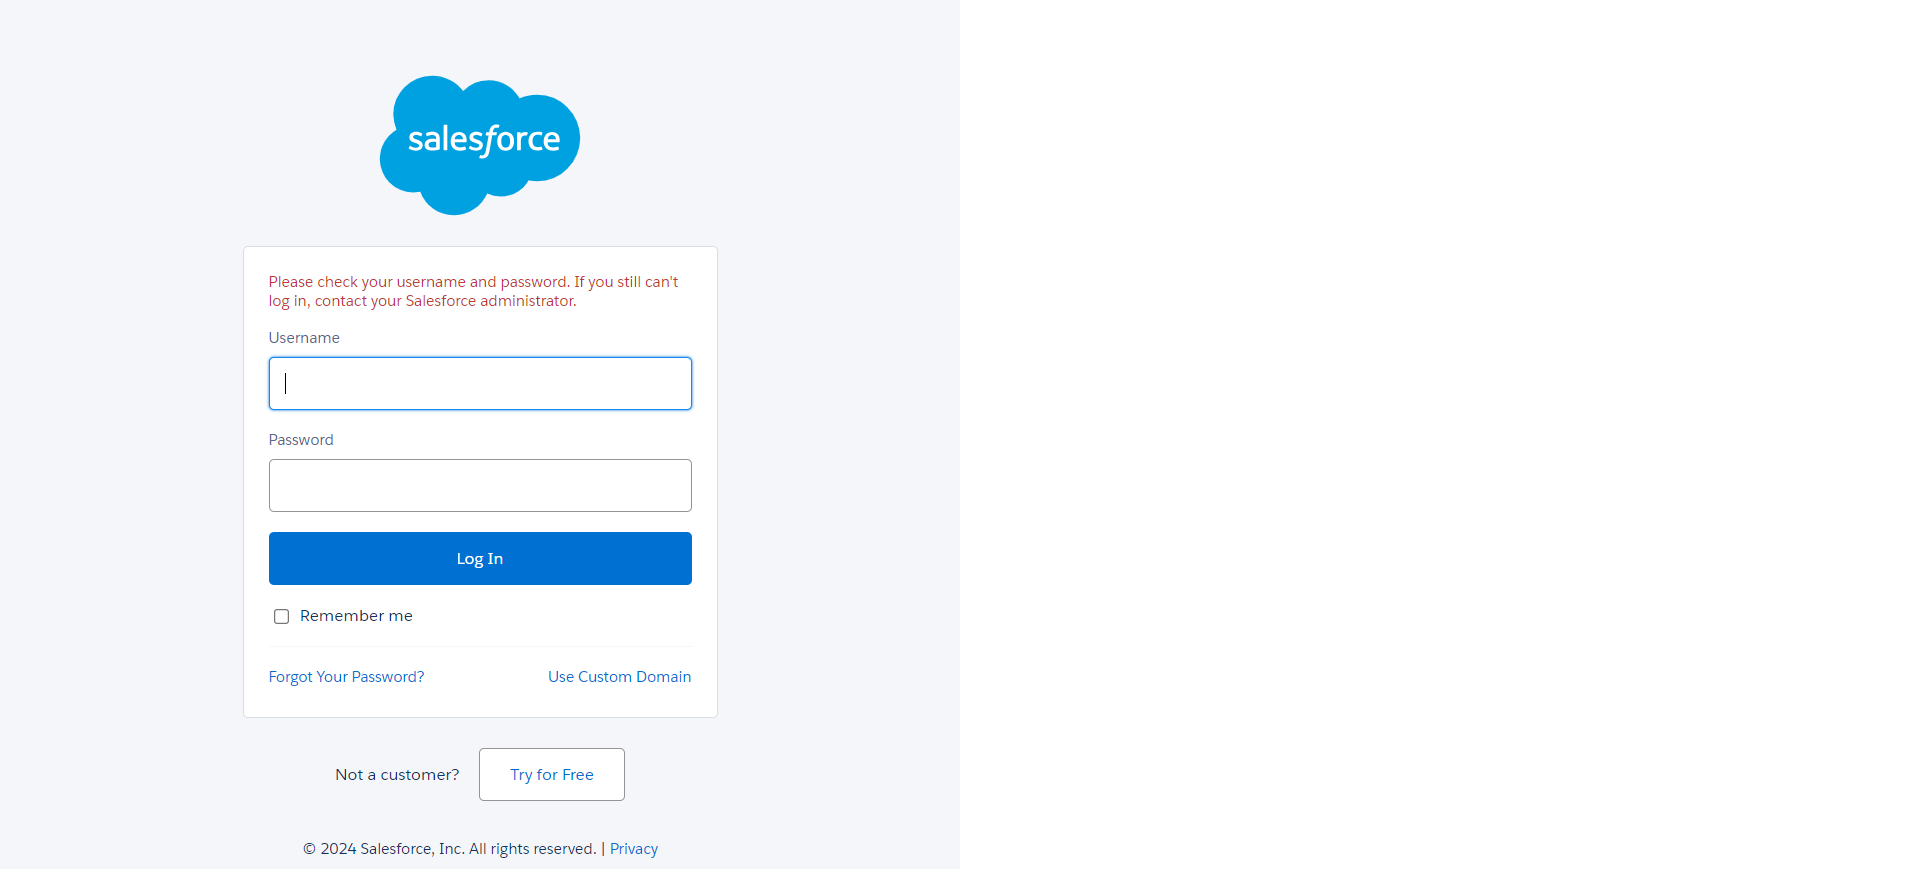 salesforce
Please check your username and password. If you still can't
log in, contact your Salesforce administrator.
Username
Password
Log In
Remember me
Forgot Your Password?
Use Custom Domain
Not a customer?
Try for Free
© 2024 Salesforce, Inc. All rights reserved. | Privacy